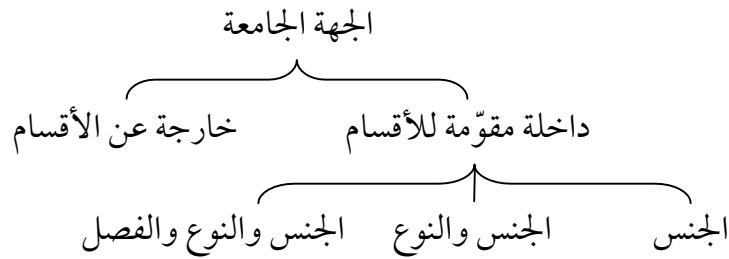 الجهة الجامعة
داخلة مقوّمة للأقسام خارجة عن الأقسام
الجنس الجنس والنوع الجنس والنوع والفصل